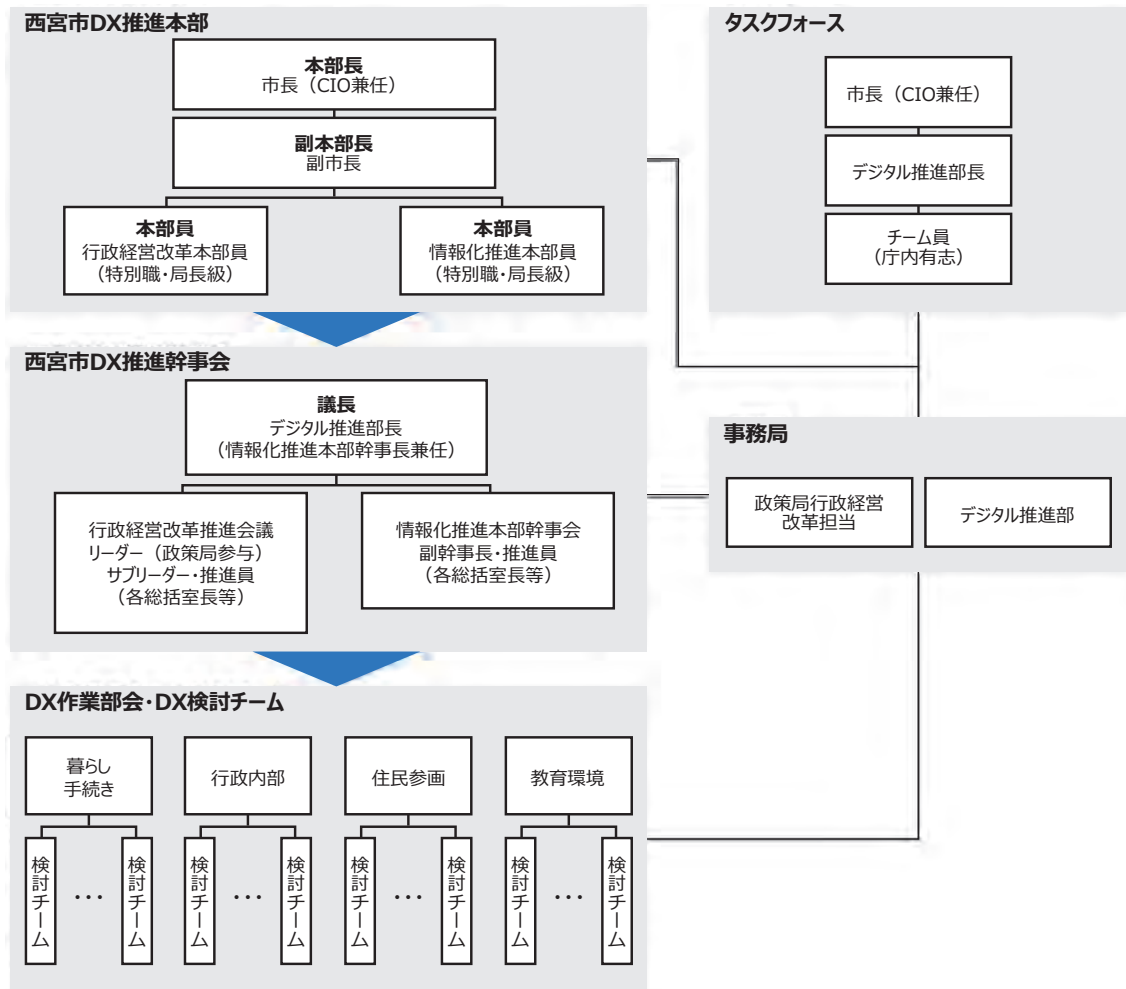 西宮市DX推進本部
本部長
市長（CIO兼任）
副本部長
副市長
本部員
行政経営改革本部員
（特別職・局長級）
本部員
情報化推進本部員
（特別職・局長級）
タスクフォース
市長（CIO兼任）
デジタル推進部長
チーム員
（庁内有志）
西宮市DX推進幹事会
議長
デジタル推進部長
（情報化推進本部幹事長兼任）
行政経営改革推進会議
リーダー（政策局参与）
サブリーダー・推進員
（各総括室長等）
情報化推進本部幹事会
副幹事長・推進員
（各総括室長等）
事務局
政策局行政経営
改革担当
デジタル推進部
DX作業部会・DX検討チーム
暮らし
手続き
検討チーム
…
検討チーム
行政内部
検討チーム
…
検討チーム
住民参画
検討チーム
…
検討チーム
教育環境
検討チーム
…
検討チーム